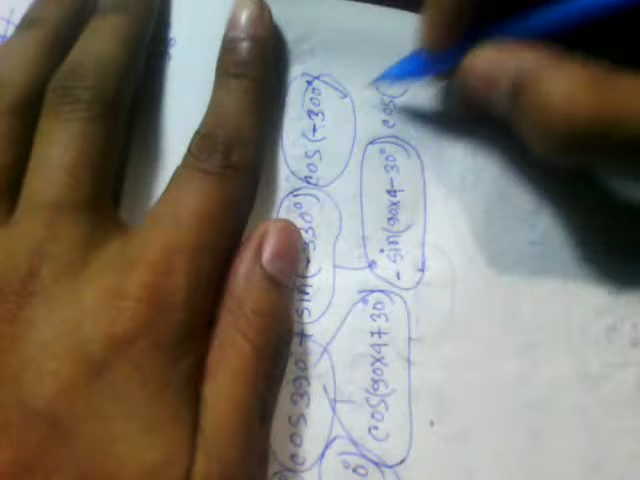 cos 390 + sin(-330°) cos(-300°)
cos(90×4+30°) - sin(90×4-30°) cos(